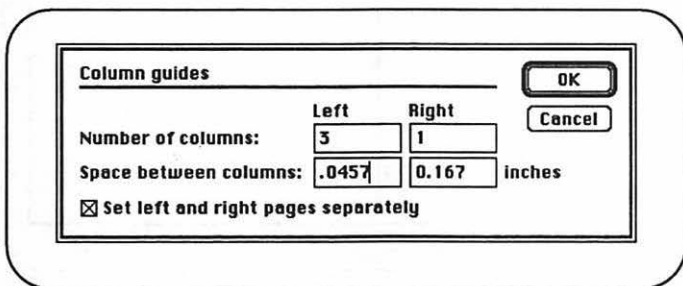 Column guides
OK
Left Right
Cancel
Number of columns: 3 1
Space between columns: .0457 0.167 inches
Set left and right pages separately